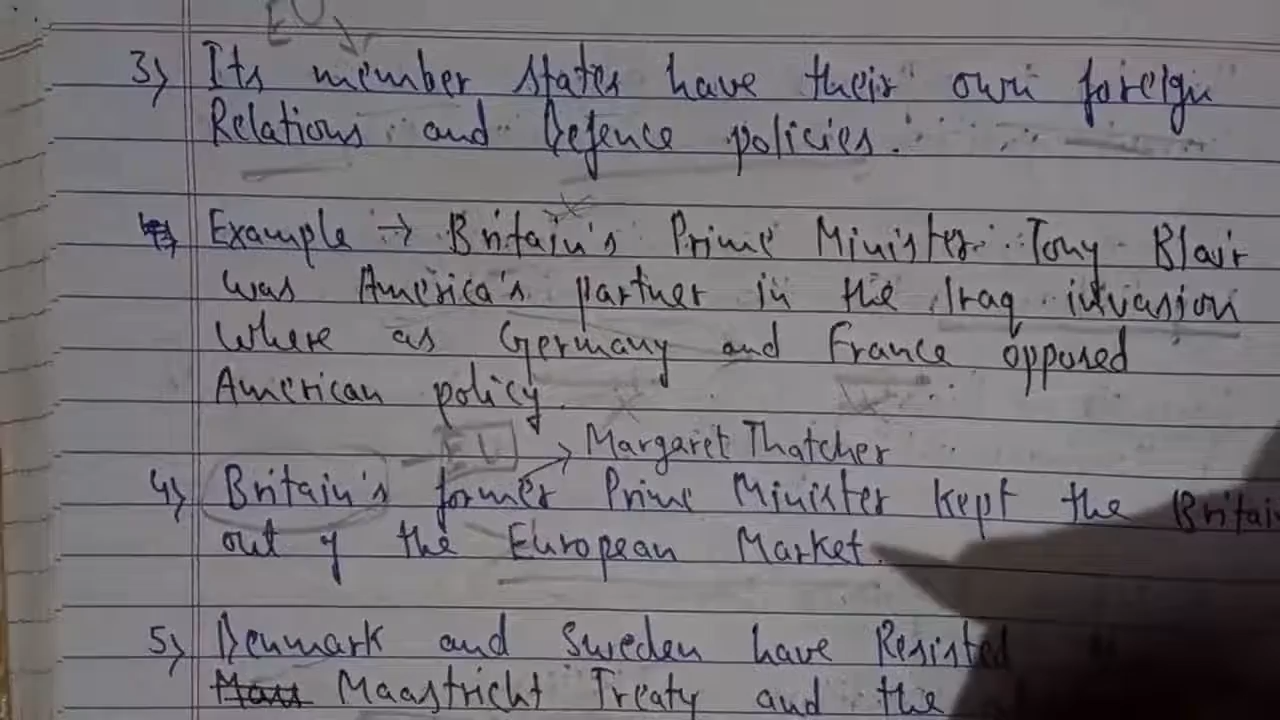 EU
3) Its member states have their own foreign
Relations and Defence policies.
Example → Britain's Prime Minister Tony Blair
was America's partner in the Iraq invasion
Where as Germany and France opposed
American policy.
EU → Margaret Thatcher
4) Britain's former Prime Minister kept the Britain
out of the European Market.
5) Denmark and Sweden have Resisted
Maastricht Treaty and the